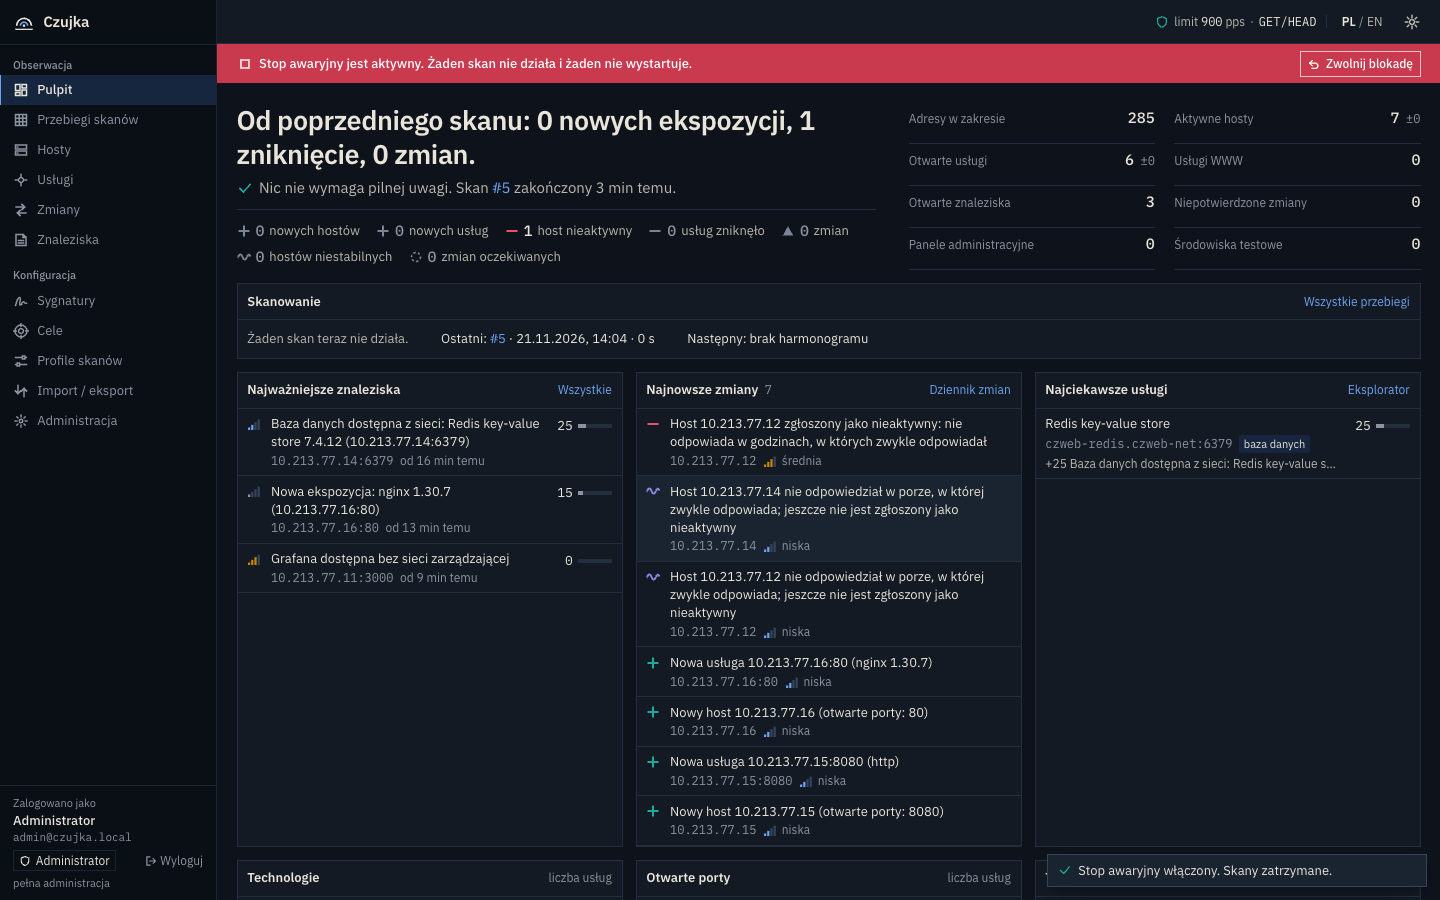 Czujka
limit 900 pps · GET/HEAD
PL / EN
Obserwacja
Pulpit
Przebiegi skanów
Hosty
Usługi
Zmiany
Znaleziska
Konfiguracja
Sygnatury
Cele
Profile skanów
Import / eksport
Administracja
Zalogowano jako
Administrator
admin@czujka.local
Administrator
Wyloguj
pełna administracja
Stop awaryjny jest aktywny. Żaden skan nie działa i żaden nie wystartuje.
Zwolnij blokadę
Od poprzedniego skanu: 0 nowych ekspozycji, 1
zniknięcie, 0 zmian.
Nic nie wymaga pilnej uwagi. Skan #5 zakończony 3 min temu.
0 nowych hostów
0 nowych usług
1 host nieaktywny
0 usług zniknęło
0 zmian
0 hostów niestabilnych
0 zmian oczekiwanych
Adresy w zakresie 285
Aktywne hosty 7 ±0
Otwarte usługi 6 ±0
Usługi WWW 0
Otwarte znaleziska 3
Niepotwierdzone zmiany 0
Panele administracyjne 0
Środowiska testowe 0
Skanowanie
Wszystkie przebiegi
Żaden skan teraz nie działa.
Ostatni: #5 · 21.11.2026, 14:04 · 0 s
Następny: brak harmonogramu
Najważniejsze znaleziska
Wszystkie
Baza danych dostępna z sieci: Redis key-value
store 7.4.12 (10.213.77.14:6379)
25
10.213.77.14:6379 od 16 min temu
Nowa ekspozycja: nginx 1.30.7
(10.213.77.16:80)
15
10.213.77.16:80 od 13 min temu
Grafana dostępna bez sieci zarządzającej
0
10.213.77.11:3000 od 9 min temu
Najnowsze zmiany 7
Dziennik zmian
Host 10.213.77.12 zgłoszony jako nieaktywny: nie
odpowiada w godzinach, w których zwykle odpowiadał
10.213.77.12 średnia
Host 10.213.77.14 nie odpowiedział w porze, w której
zwykle odpowiada; jeszcze nie jest zgłoszony jako
nieaktywny
10.213.77.14 niska
Host 10.213.77.12 nie odpowiedział w porze, w której
zwykle odpowiada; jeszcze nie jest zgłoszony jako
nieaktywny
10.213.77.12 niska
Nowa usługa 10.213.77.16:80 (nginx 1.30.7)
10.213.77.16:80 niska
Nowy host 10.213.77.16 (otwarte porty: 80)
10.213.77.16 niska
Nowa usługa 10.213.77.15:8080 (http)
10.213.77.15:8080 niska
Nowy host 10.213.77.15 (otwarte porty: 8080)
10.213.77.15 niska
Najciekawsze usługi
Eksplorator
Redis key-value store
25
czweb-redis.czweb-net:6379 baza danych
+25 Baza danych dostępna z sieci: Redis key-value s...
Technologie
liczba usług
Otwarte porty
liczba usług
Stop awaryjny włączony. Skany zatrzymane.